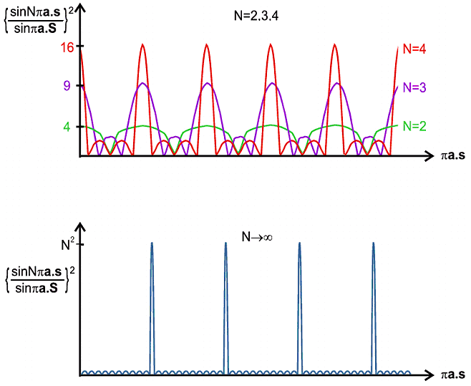 {sinNπa.s/sinπa.S}²
N=2.3.4
16
N=4
9
N=3
4
N=2
πa.s
N→∞
N²
{sinNπa.s/sinπa.S}²
πa.s